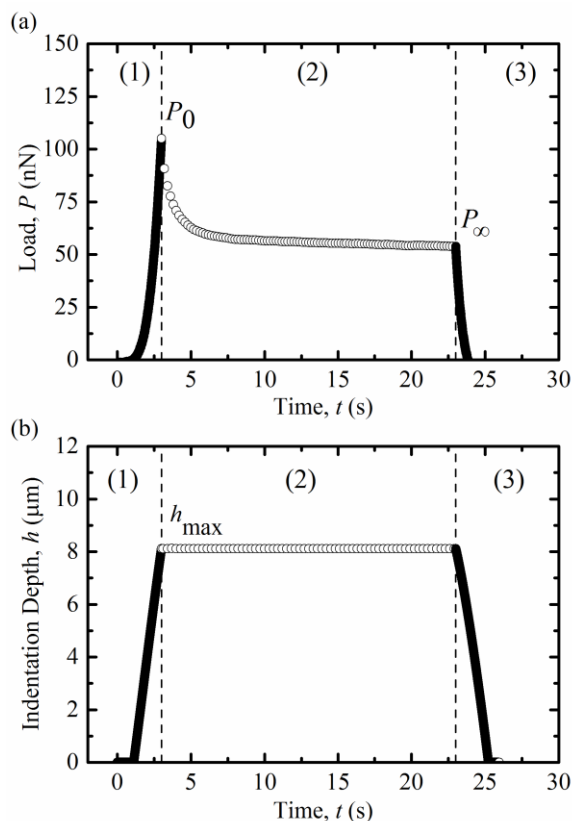 (a)
150
125
100
75
50
25
0
Load, P (nN)
(1)
(2)
(3)
P0
P∞
0 5 10 15 20 25 30
Time, t (s)
(b)
12
10
8
6
4
2
0
Indentation Depth, h (μm)
(1)
(2)
(3)
hmax
0 5 10 15 20 25 30
Time, t (s)